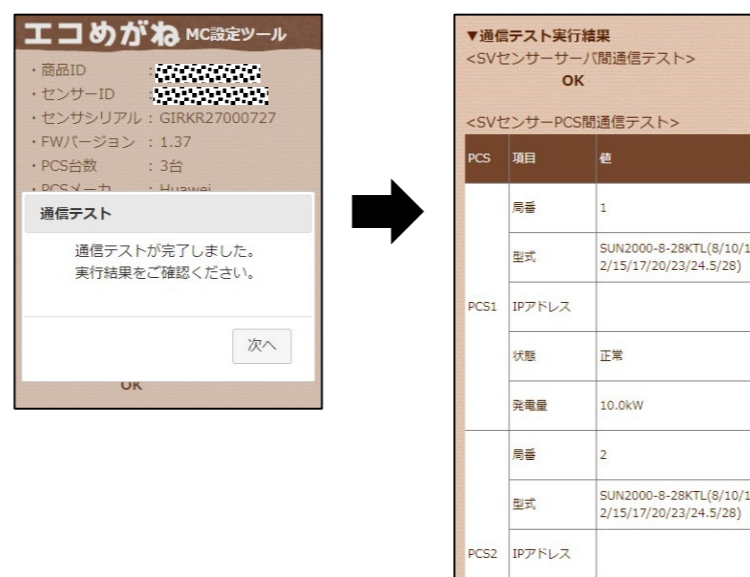 エコめがね MC設定ツール
・商品ID :
・センサーID :
・センサシリアル : GIRKR27000727
・FWバージョン : 1.37
・PCS台数 : 3台
・PCSメーカ : Huawei
通信テスト
通信テストが完了しました。
実行結果をご確認ください。
次へ
OK
▼通信テスト実行結果
<SVセンサーサーバ間通信テスト>
OK
<SVセンサーPCS間通信テスト>
PCS 項目 値
PCS1
局番 1
型式 SUN2000-8-28KTL(8/10/1
2/15/17/20/23/24.5/28)
IPアドレス
状態 正常
発電量 10.0kW
PCS2
局番 2
型式 SUN2000-8-28KTL(8/10/1
2/15/17/20/23/24.5/28)
IPアドレス